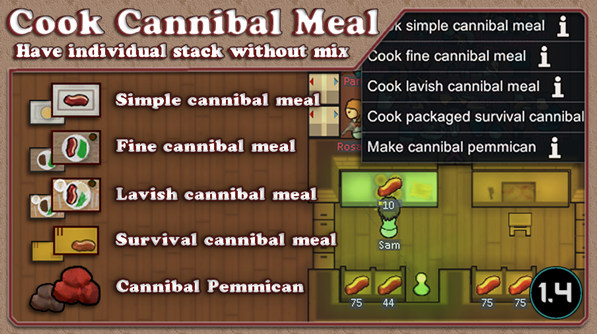 Cook Cannibal Meal
Have individual stack without mix
Simple cannibal meal
Fine cannibal meal
Lavish cannibal meal
Survival cannibal meal
Cannibal Pemmican
ok simple cannibal meal
Cook fine cannibal meal
Cook lavish cannibal meal
Cook packaged survival cannibal
Make cannibal pemmican
10
Sam
75
44
75
75
1.4